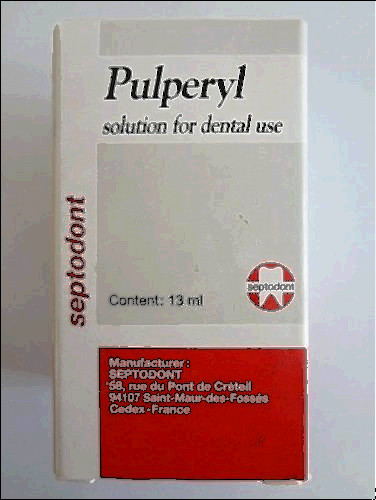 Pulperyl
solution for dental use
septodont
Content: 13 ml
septodont
Manufacturer:
SEPTODONT
58, rue du Pont de Créteil
94107 Saint-Maur-des-Fossés
Cedex-France